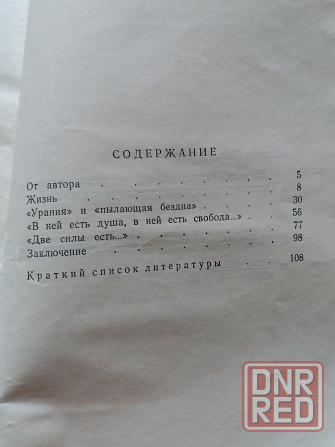 СОДЕРЖАНИЕ
От автора . . . . . . . . 5
Жизнь . . . . . . . . . 8
«Урания» и «пылающая бездна» . . . . 30
«В ней есть душа, в ней есть свобода...» . . 56
«Две силы есть...» . . . . . . . 77
Заключение . . . . . . . . 98
Краткий список литературы . . 108
DNR
RED